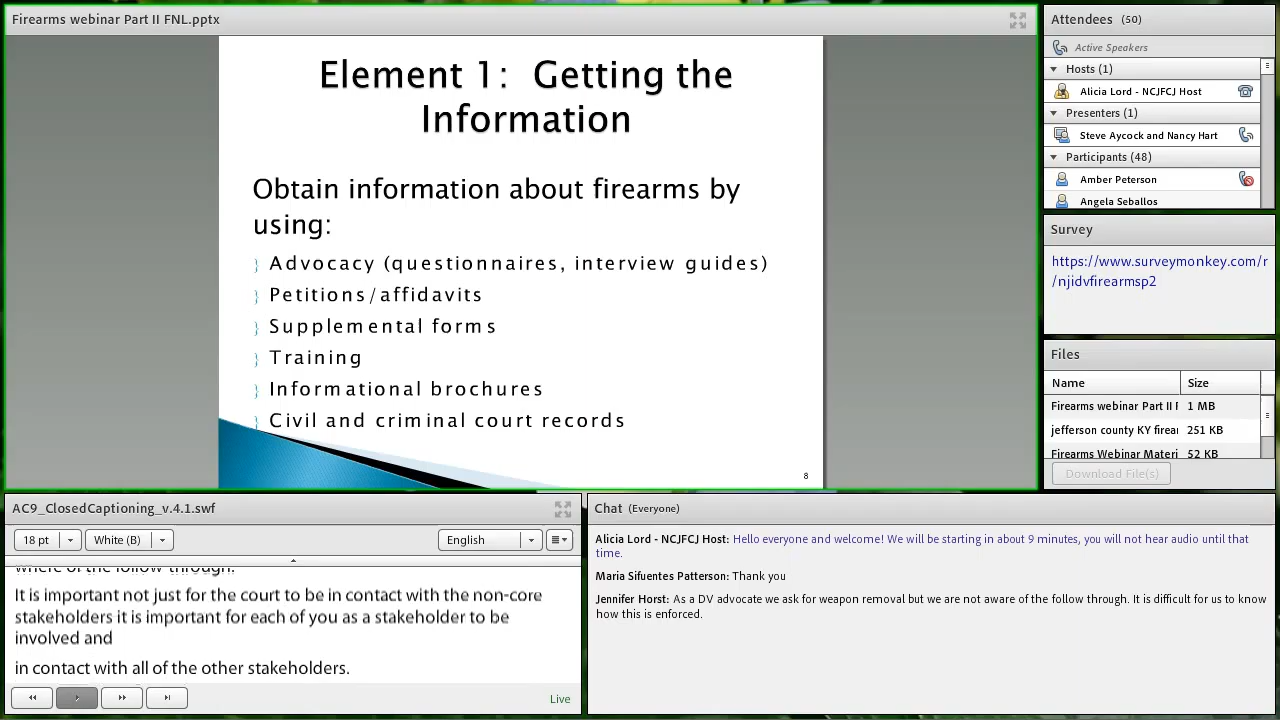 Firearms webinar Part II FNL.pptx
Element 1: Getting the
Information
Obtain information about firearms by
using:
Advocacy (questionnaires, interview guides)
Petitions/affidavits
Supplemental forms
Training
Informational brochures
Civil and criminal court records
8
Attendees (50)
Active Speakers
Hosts (1)
Alicia Lord - NCJFCJ Host
Presenters (1)
Steve Aycock and Nancy Hart
Participants (48)
Amber Peterson
Angela Seballos
Survey
https://www.surveymonkey.com/r
/njidvfirearmsp2
Files
Name Size
Firearms webinar Part II 1 MB
jefferson county KY firear 251 KB
Firearms Webinar Materi 52 KB
Download File(s)
AC9_ClosedCaptioning_v.4.1.swf
18 pt White (B) English
where of the follow through.
It is important not just for the court to be in contact with the non-core
stakeholders it is important for each of you as a stakeholder to be
involved and
in contact with all of the other stakeholders.
Live
Chat (Everyone)
Alicia Lord - NCJFCJ Host: Hello everyone and welcome! We will be starting in about 9 minutes, you will not hear audio until that
time.
Maria Sifuentes Patterson: Thank you
Jennifer Horst: As a DV advocate we ask for weapon removal but we are not aware of the follow through. It is difficult for us to know
how this is enforced.